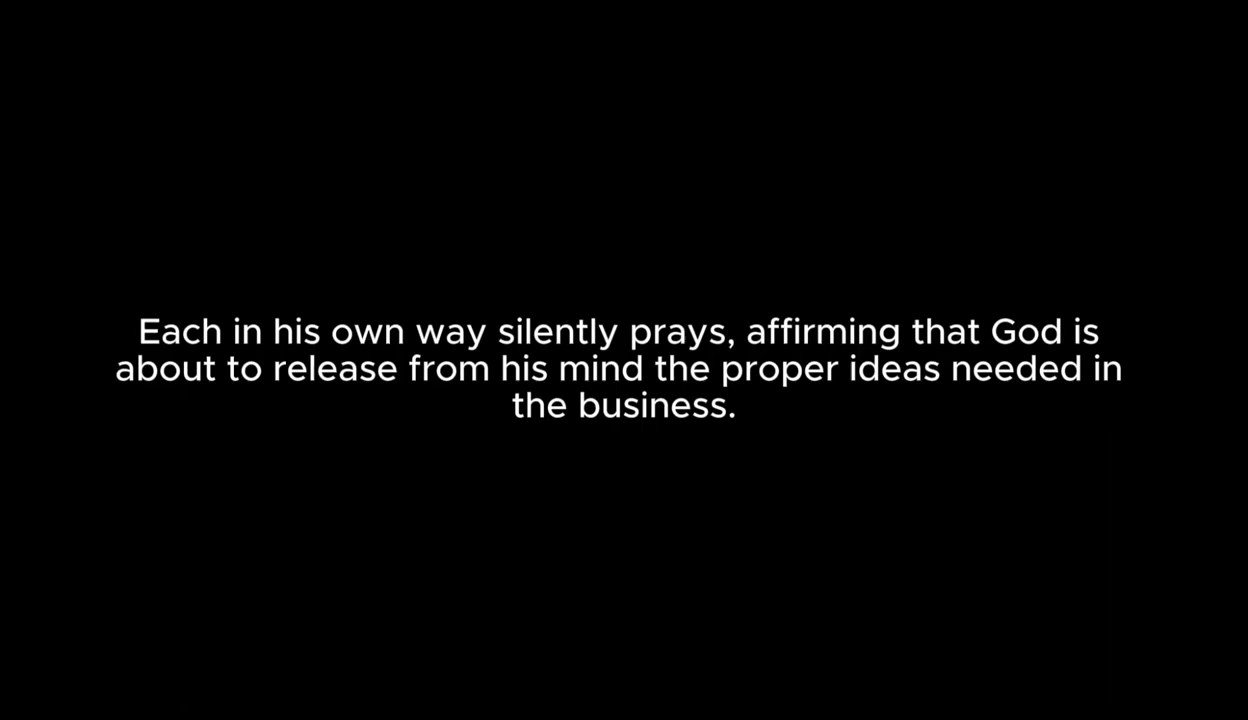 Each in his own way silently prays, affirming that God is
about to release from his mind the proper ideas needed in
the business.